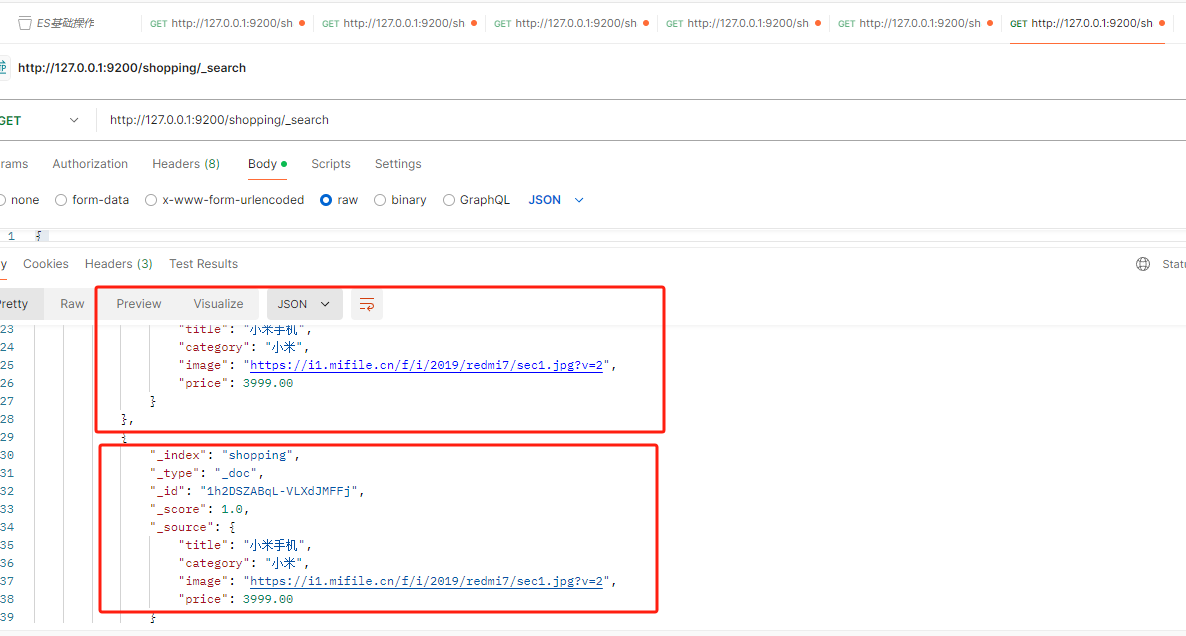 ES基础操作 GET http://127.0.0.1:9200/sh GET http://127.0.0.1:9200/sh GET http://127.0.0.1:9200/sh GET http://127.0.0.1:9200/sh GET http://127.0.0.1:9200/sh GET http://127.0.0.1:9200/sh
http://127.0.0.1:9200/shopping/_search
GET http://127.0.0.1:9200/shopping/_search
rams Authorization Headers (8) Body Scripts Settings
none form-data x-www-form-urlencoded raw binary GraphQL JSON
1 {
y Cookies Headers (3) Test Results Statu
Pretty Raw Preview Visualize JSON
23 "title": "小米手机",
24 "category": "小米",
25 "image": "https://i1.mifile.cn/f/i/2019/redmi7/sec1.jpg?v=2",
26 "price": 3999.00
27 }
28 },
29 {
30 "_index": "shopping",
31 "_type": "_doc",
32 "_id": "1h2DSZABqL-VLXdJMFFj",
33 "_score": 1.0,
34 "_source": {
35 "title": "小米手机",
36 "category": "小米",
37 "image": "https://i1.mifile.cn/f/i/2019/redmi7/sec1.jpg?v=2",
38 "price": 3999.00
39 }